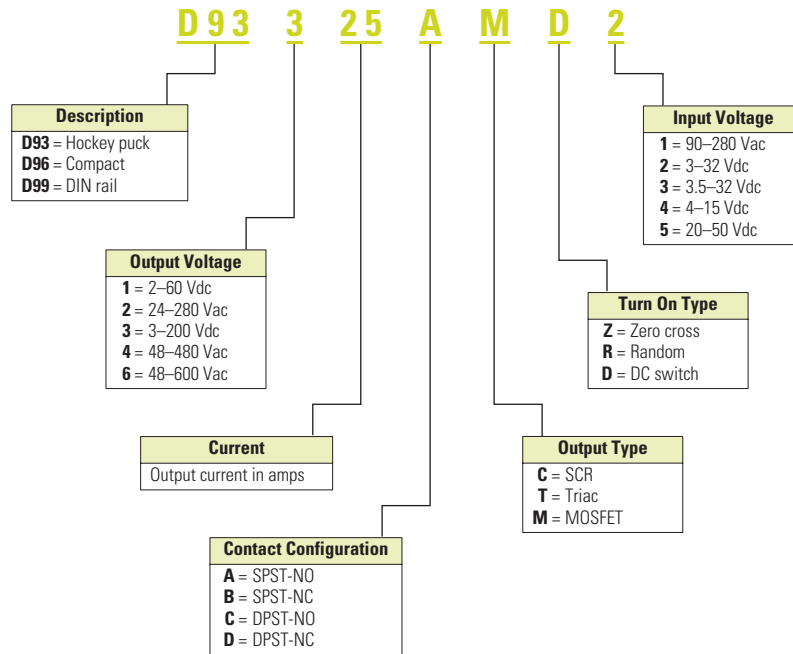 D93 3 25 A M D 2
Description
D93 = Hockey puck
D96 = Compact
D99 = DIN rail
Input Voltage
1 = 90–280 Vac
2 = 3–32 Vdc
3 = 3.5–32 Vdc
4 = 4–15 Vdc
5 = 20–50 Vdc
Output Voltage
1 = 2–60 Vdc
2 = 24–280 Vac
3 = 3–200 Vdc
4 = 48–480 Vac
6 = 48–600 Vac
Turn On Type
Z = Zero cross
R = Random
D = DC switch
Current
Output current in amps
Output Type
C = SCR
T = Triac
M = MOSFET
Contact Configuration
A = SPST-NO
B = SPST-NC
C = DPST-NO
D = DPST-NC